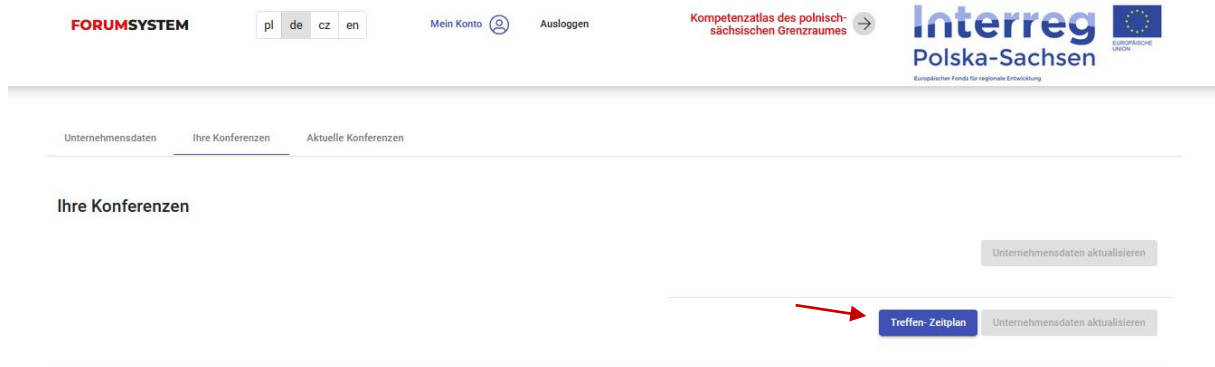 FORUMSYSTEM
pl de cz en
Mein Konto
Ausloggen
Kompetenzatlas des polnisch-
sächsischen Grenzraumes
Interreg
Polska-Sachsen
Europäischer Fonds für regionale Entwicklung
EUROPÄISCHE
UNION
Unternehmensdaten Ihre Konferenzen Aktuelle Konferenzen
Ihre Konferenzen
Unternehmensdaten aktualisieren
Treffen- Zeitplan Unternehmensdaten aktualisieren